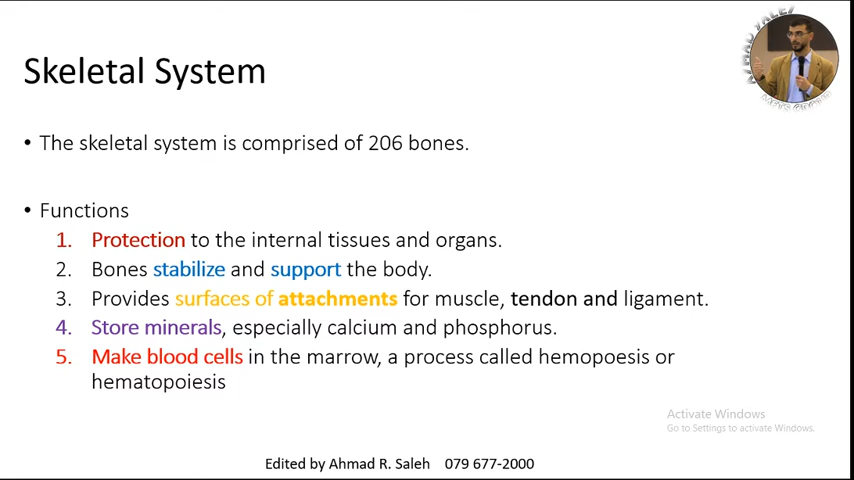 Skeletal System
• The skeletal system is comprised of 206 bones.
• Functions
1. Protection to the internal tissues and organs.
2. Bones stabilize and support the body.
3. Provides surfaces of attachments for muscle, tendon and ligament.
4. Store minerals, especially calcium and phosphorus.
5. Make blood cells in the marrow, a process called hemopoesis or
hematopoiesis
Activate Windows
Go to Settings to activate Windows.
Edited by Ahmad R. Saleh 079 677-2000